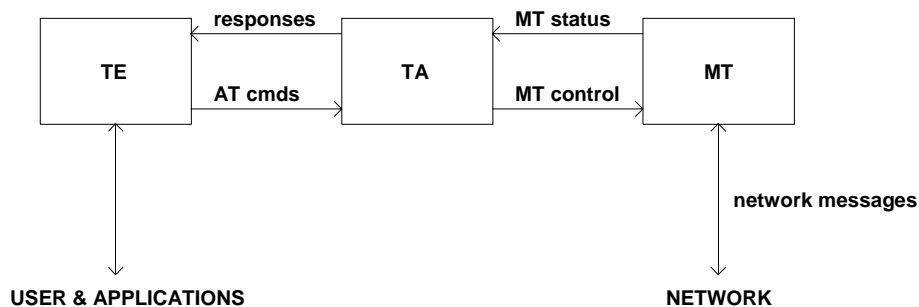 responses
MT status
TE
TA
MT
AT cmds
MT control
network messages
USER & APPLICATIONS
NETWORK